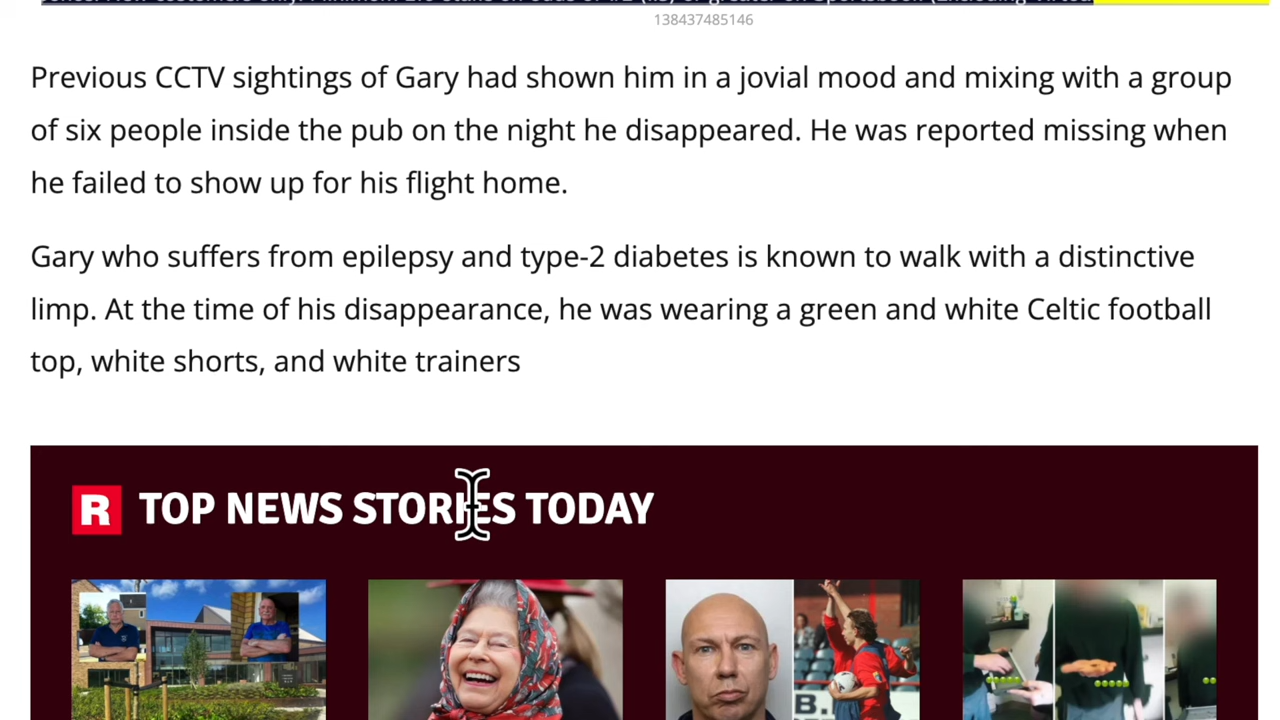 138437485146
Previous CCTV sightings of Gary had shown him in a jovial mood and mixing with a group
of six people inside the pub on the night he disappeared. He was reported missing when
he failed to show up for his flight home.
Gary who suffers from epilepsy and type-2 diabetes is known to walk with a distinctive
limp. At the time of his disappearance, he was wearing a green and white Celtic football
top, white shorts, and white trainers
R TOP NEWS STORIES TODAY